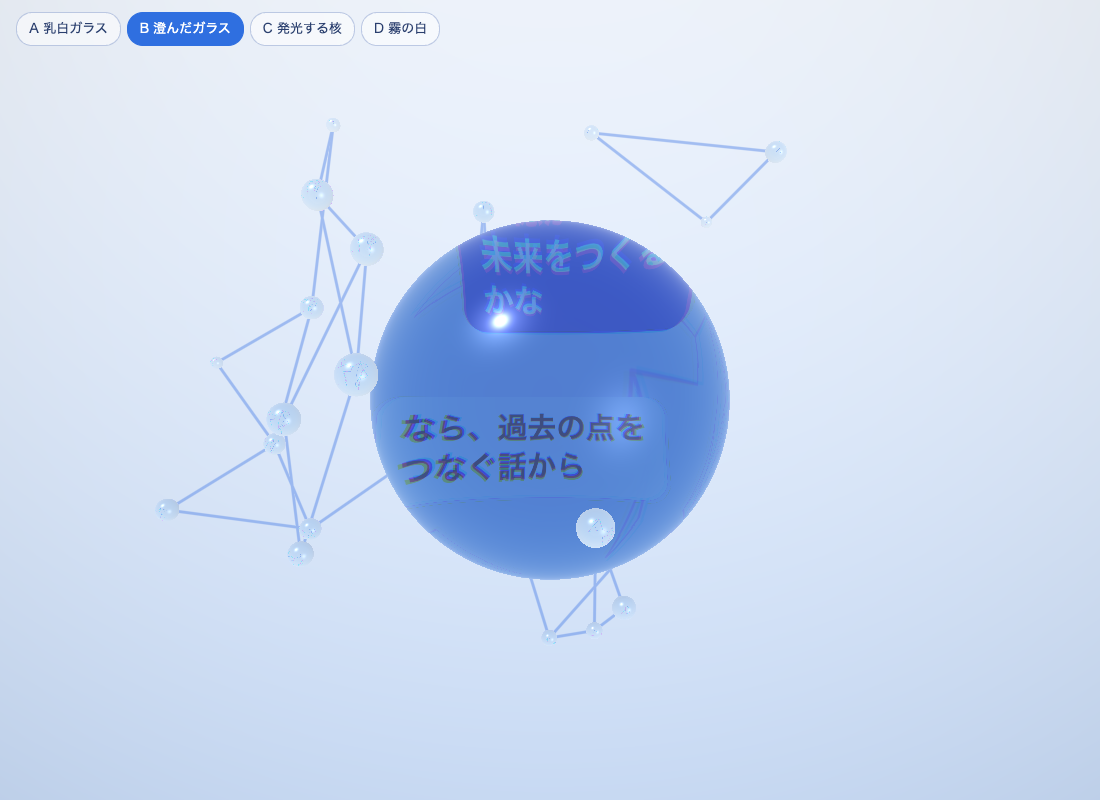 A 乳白ガラス
B 澄んだガラス
C 発光する核
D 霧の白
未来をつくる
かな
なら、過去の点を
つなぐ話から